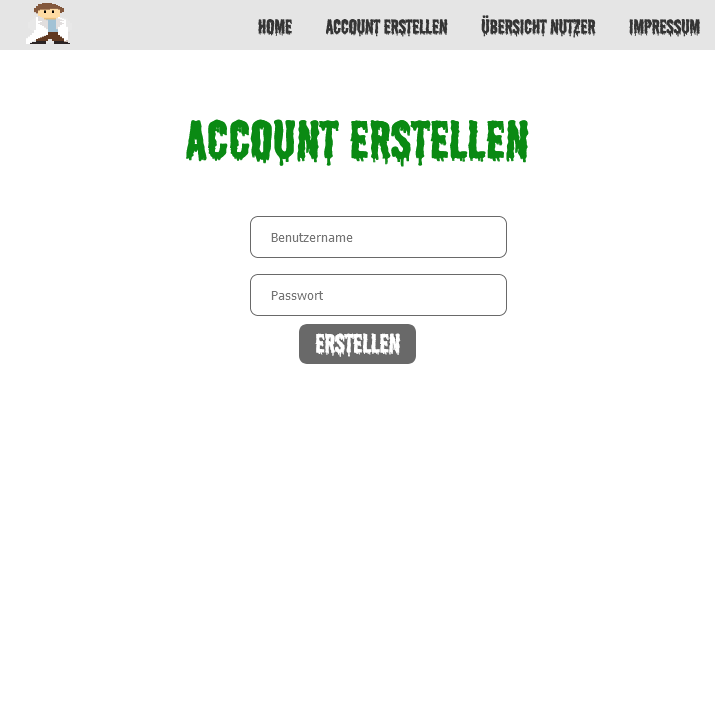 HOME ACCOUNT ERSTELLEN ÜBERSICHT NUTZER IMPRESSUM
ACCOUNT ERSTELLEN
Benutzername
Passwort
ERSTELLEN